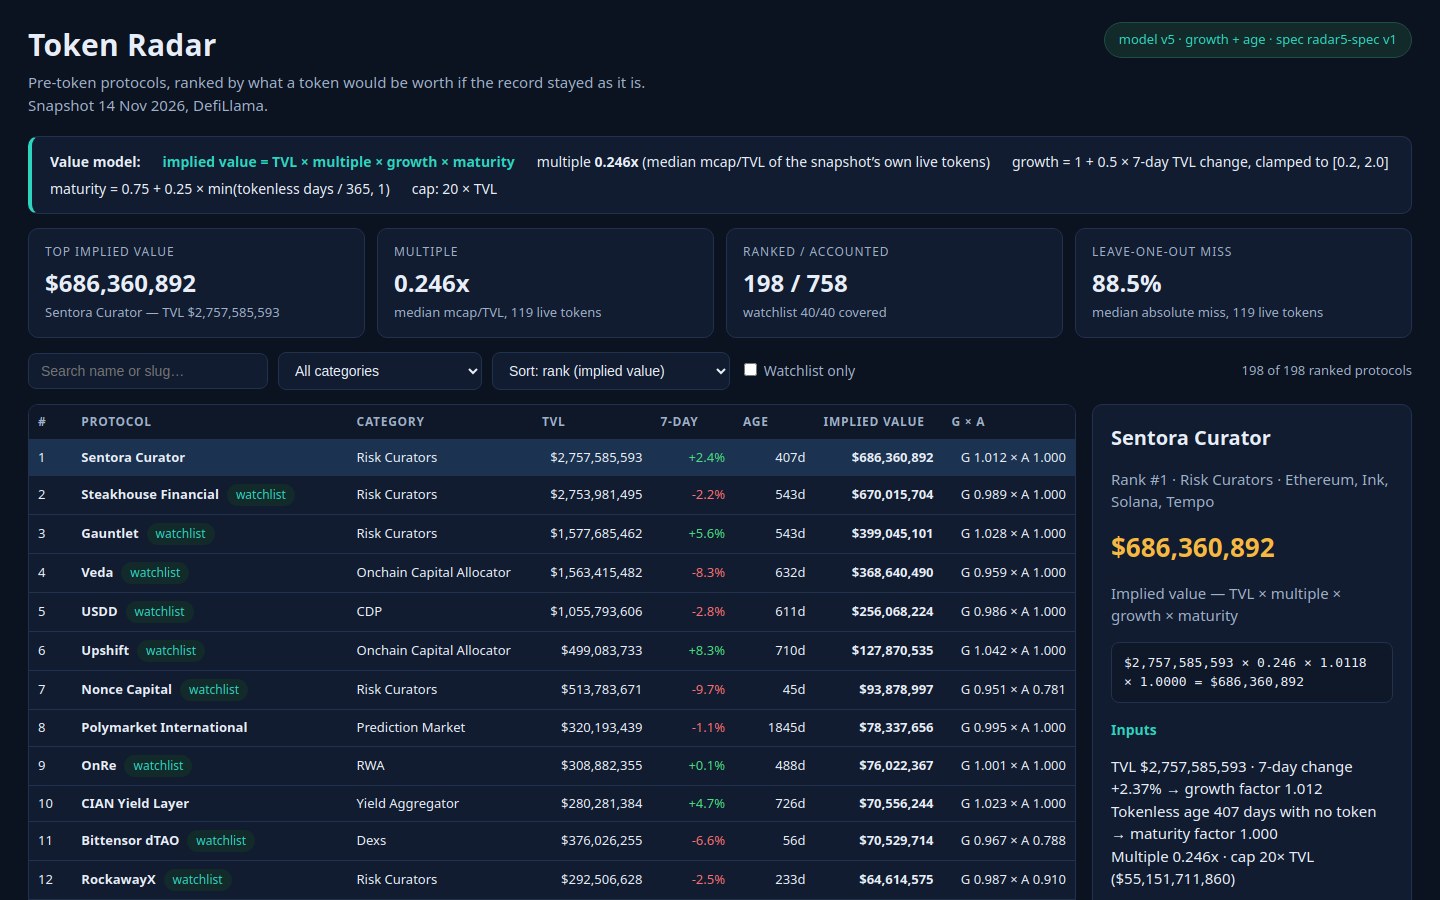 Token Radar
model v5 · growth + age · spec radar5-spec v1
Pre-token protocols, ranked by what a token would be worth if the record stayed as it is.
Snapshot 14 Nov 2026, DefiLlama.
Value model: implied value = TVL × multiple × growth × maturity multiple 0.246x (median mcap/TVL of the snapshot's own live tokens) growth = 1 + 0.5 × 7-day TVL change, clamped to [0.2, 2.0]
maturity = 0.75 + 0.25 × min(tokenless days / 365, 1) cap: 20 × TVL
TOP IMPLIED VALUE
$686,360,892
Sentora Curator — TVL $2,757,585,593
MULTIPLE
0.246x
median mcap/TVL, 119 live tokens
RANKED / ACCOUNTED
198 / 758
watchlist 40/40 covered
LEAVE-ONE-OUT MISS
88.5%
median absolute miss, 119 live tokens
Search name or slug… All categories Sort: rank (implied value) Watchlist only 198 of 198 ranked protocols
# PROTOCOL CATEGORY TVL 7-DAY AGE IMPLIED VALUE G × A
1 Sentora Curator Risk Curators $2,757,585,593 +2.4% 407d $686,360,892 G 1.012 × A 1.000
2 Steakhouse Financial watchlist Risk Curators $2,753,981,495 -2.2% 543d $670,015,704 G 0.989 × A 1.000
3 Gauntlet watchlist Risk Curators $1,577,685,462 +5.6% 543d $399,045,101 G 1.028 × A 1.000
4 Veda watchlist Onchain Capital Allocator $1,563,415,482 -8.3% 632d $368,640,490 G 0.959 × A 1.000
5 USDD watchlist CDP $1,055,793,606 -2.8% 611d $256,068,224 G 0.986 × A 1.000
6 Upshift watchlist Onchain Capital Allocator $499,083,733 +8.3% 710d $127,870,535 G 1.042 × A 1.000
7 Nonce Capital watchlist Risk Curators $513,783,671 -9.7% 45d $93,878,997 G 0.951 × A 0.781
8 Polymarket International Prediction Market $320,193,439 -1.1% 1845d $78,337,656 G 0.995 × A 1.000
9 OnRe watchlist RWA $308,882,355 +0.1% 488d $76,022,367 G 1.001 × A 1.000
10 CIAN Yield Layer Yield Aggregator $280,281,384 +4.7% 726d $70,556,244 G 1.023 × A 1.000
11 Bittensor dTAO watchlist Dexs $376,026,255 -6.6% 56d $70,529,714 G 0.967 × A 0.788
12 RockawayX watchlist Risk Curators $292,506,628 -2.5% 233d $64,614,575 G 0.987 × A 0.910
Sentora Curator
Rank #1 · Risk Curators · Ethereum, Ink,
Solana, Tempo
$686,360,892
Implied value — TVL × multiple ×
growth × maturity
$2,757,585,593 × 0.246 × 1.0118
× 1.0000 = $686,360,892
Inputs
TVL $2,757,585,593 · 7-day change
+2.37% → growth factor 1.012
Tokenless age 407 days with no token
→ maturity factor 1.000
Multiple 0.246x · cap 20× TVL
($55,151,711,860)